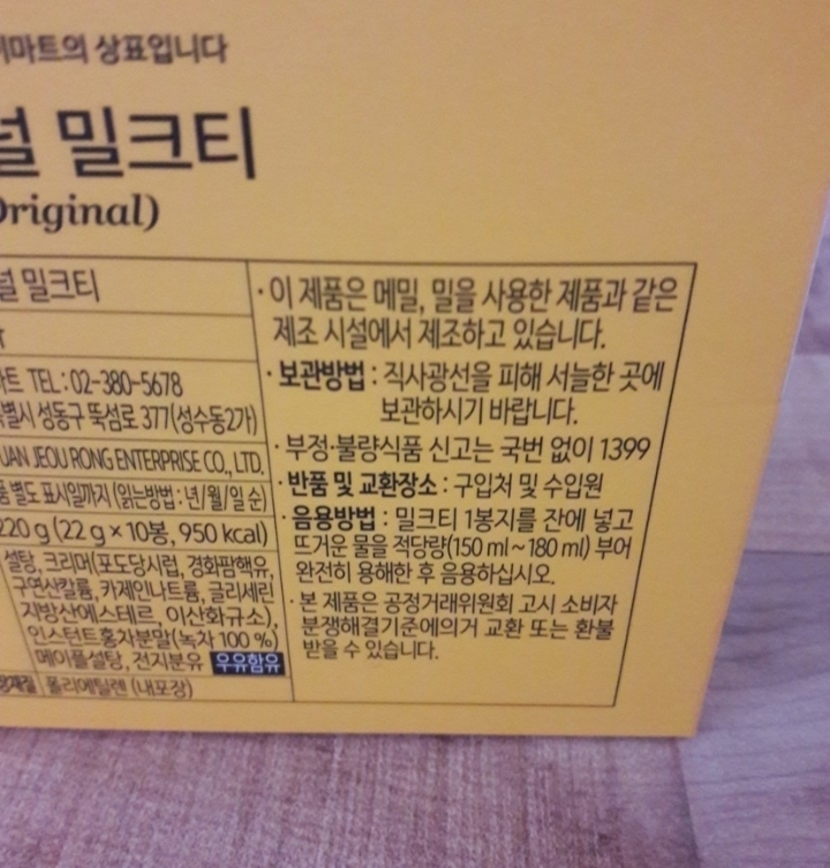 이마트의 상표입니다
널 밀크티
Original)
널 밀크티
TEL : 02-380-5678
특별시 성동구 뚝섬로 377(성수동2가)
UAN JEOU RONG ENTERPRISE CO., LTD.
별도 표시일까지 (읽는방법 : 년/월/일 순)
220 g (22 g × 10봉, 950 kcal)
설탕, 크리머(포도당시럽, 경화팜핵유,
구연산칼륨, 카제인나트륨, 글리세린
지방산에스테르, 이산화규소),
인스턴트홍차분말(녹차 100 %)
메이플설탕, 전지분유 우유함유
폴리에틸렌 (내포장)
· 이 제품은 메밀, 밀을 사용한 제품과 같은
제조 시설에서 제조하고 있습니다.
· 보관방법 : 직사광선을 피해 서늘한 곳에
보관하시기 바랍니다.
· 부정·불량식품 신고는 국번 없이 1399
· 반품 및 교환장소 : 구입처 및 수입원
· 음용방법 : 밀크티 1봉지를 잔에 넣고
뜨거운 물을 적당량(150 ml ~ 180 ml) 부어
완전히 용해한 후 음용하십시오.
· 본 제품은 공정거래위원회 고시 소비자
분쟁해결기준에의거 교환 또는 환불
받을 수 있습니다.